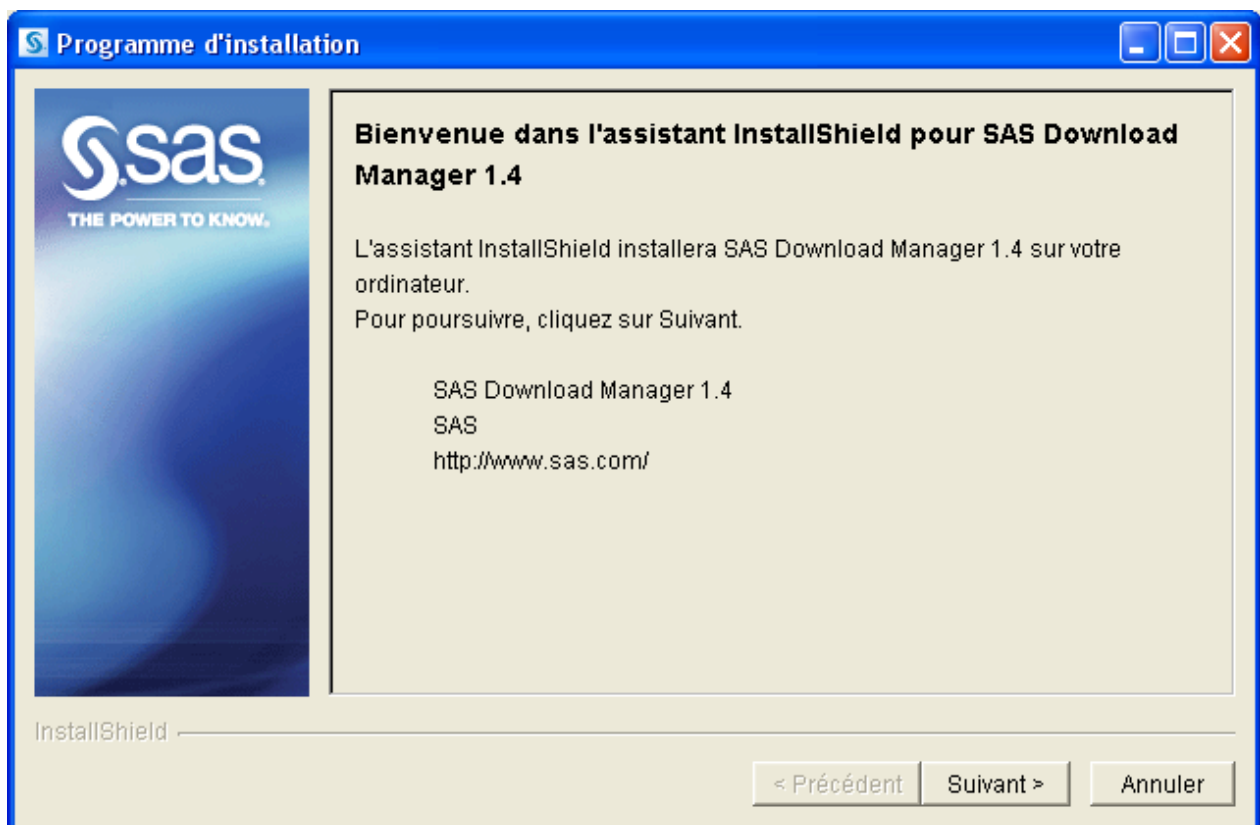 Programme d'installation
sas
THE POWER TO KNOW.
Bienvenue dans l'assistant InstallShield pour SAS Download
Manager 1.4
L'assistant InstallShield installera SAS Download Manager 1.4 sur votre
ordinateur.
Pour poursuivre, cliquez sur Suivant.
SAS Download Manager 1.4
SAS
http://www.sas.com/
InstallShield
< Précédent
Suivant >
Annuler